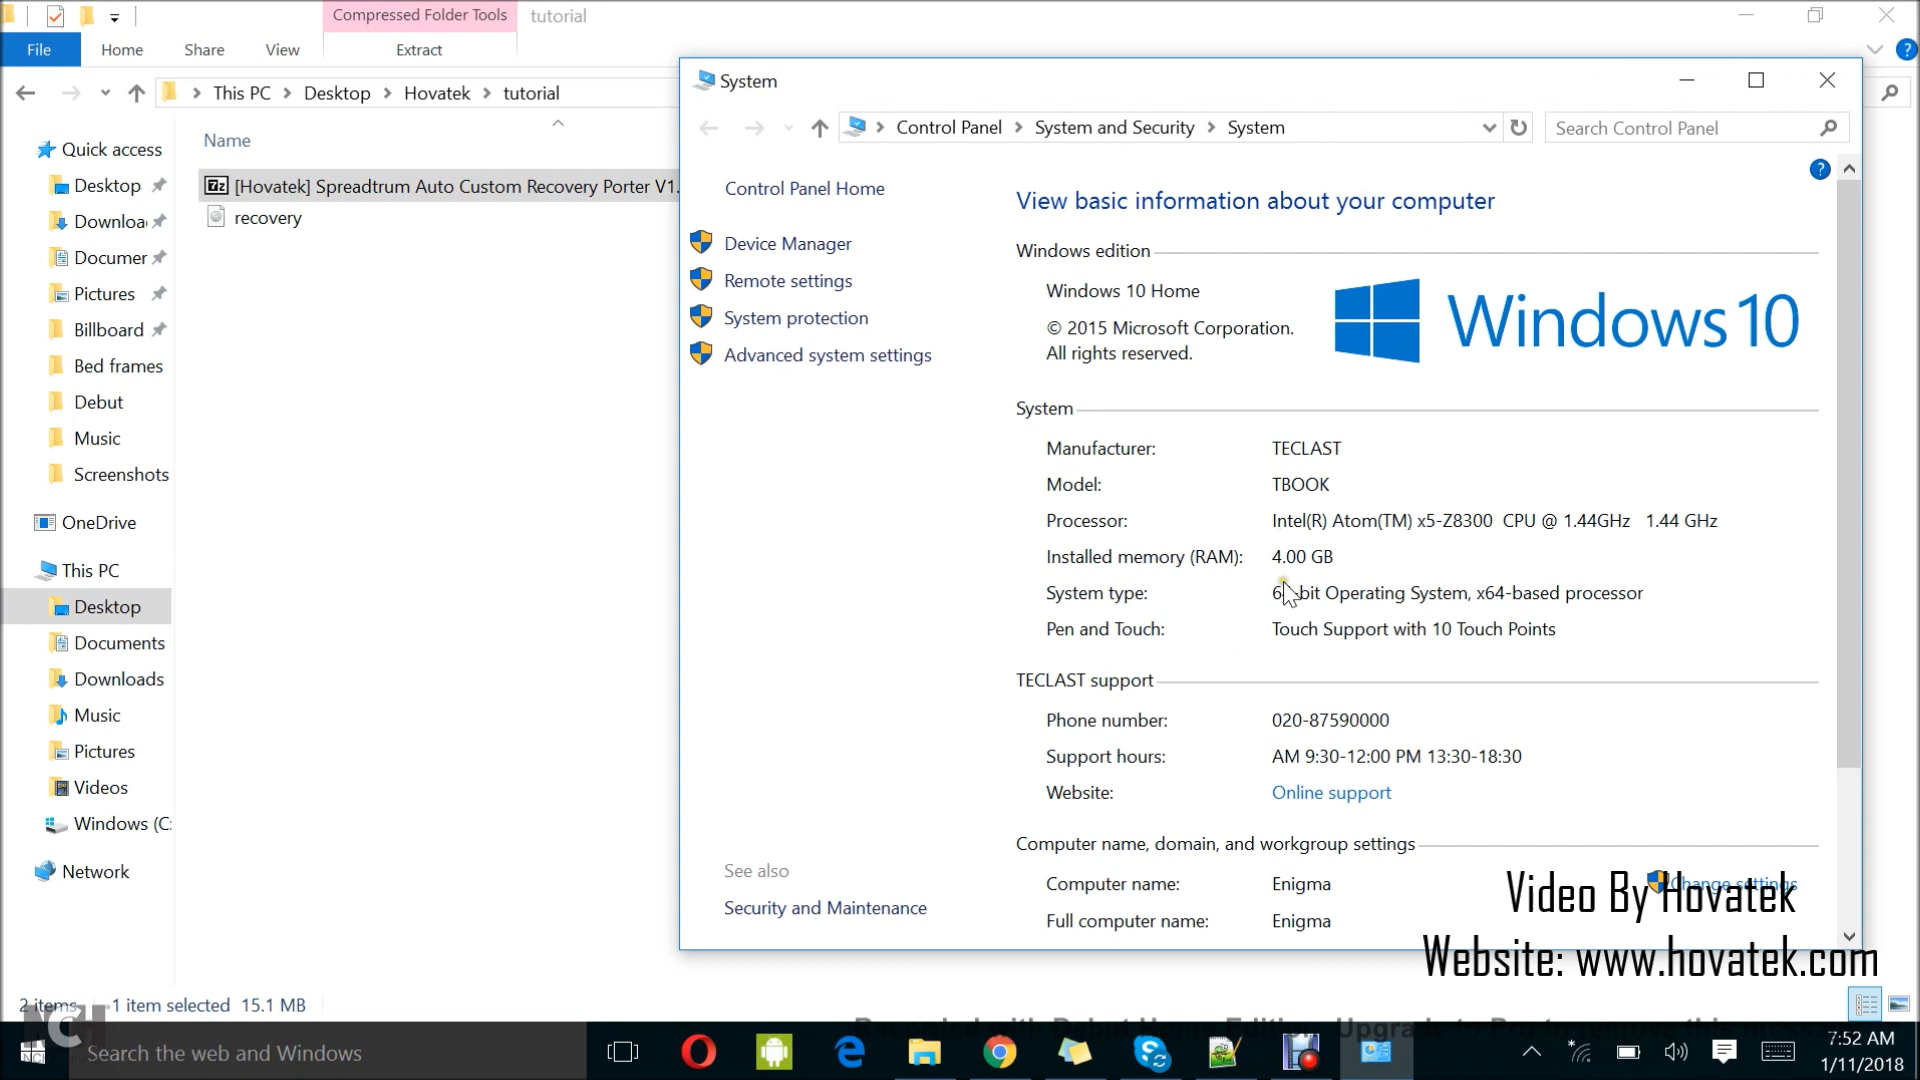 Compressed Folder Tools
tutorial
File
Home
Share
View
Extract
This PC
Desktop
Hovatek
tutorial
Name
Quick access
Desktop
Downloa
Documer
Pictures
Billboard
Bed frames
Debut
Music
Screenshots
OneDrive
This PC
Desktop
Documents
Downloads
Music
Pictures
Videos
Windows (C:
Network
[Hovatek] Spreadtrum Auto Custom Recovery Porter V1.
recovery
2 items
1 item selected 15.1 MB
System
Control Panel
System and Security
System
Search Control Panel
Control Panel Home
Device Manager
Remote settings
System protection
Advanced system settings
See also
Security and Maintenance
View basic information about your computer
Windows edition
Windows 10 Home
© 2015 Microsoft Corporation.
All rights reserved.
Windows 10
System
Manufacturer: TECLAST
Model: TBOOK
Processor: Intel(R) Atom(TM) x5-Z8300 CPU @ 1.44GHz 1.44 GHz
Installed memory (RAM): 4.00 GB
System type: bit Operating System, x64-based processor
Pen and Touch: Touch Support with 10 Touch Points
TECLAST support
Phone number: 020-87590000
Support hours: AM 9:30-12:00 PM 13:30-18:30
Website: Online support
Computer name, domain, and workgroup settings
Computer name: Enigma
Change settings
Full computer name: Enigma
Video By Hovatek
Website: www.hovatek.com
NCH
Search the web and Windows
7:52 AM
1/11/2018